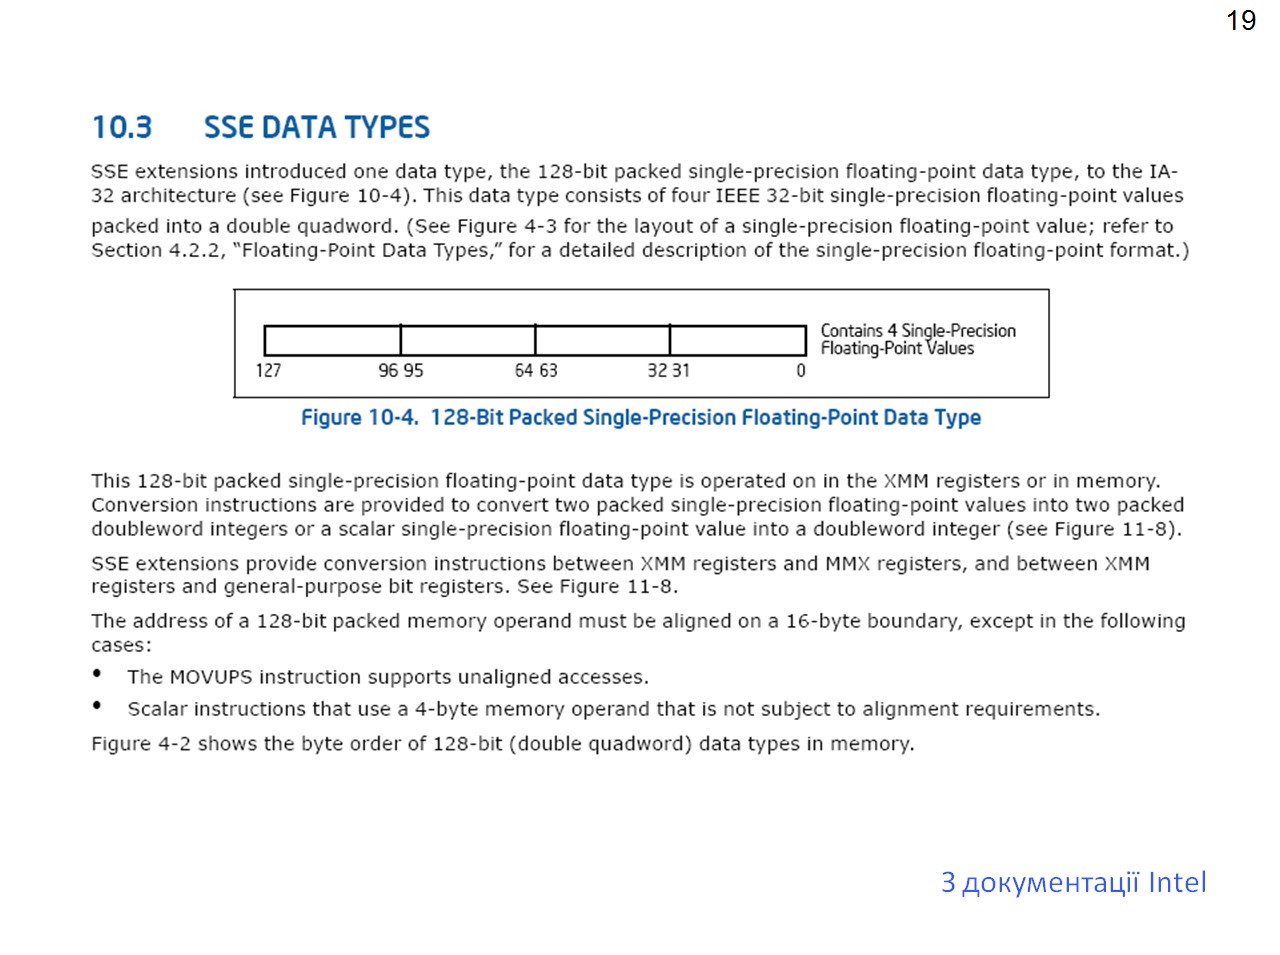 19
10.3 SSE DATA TYPES
SSE extensions introduced one data type, the 128-bit packed single-precision floating-point data type, to the IA-
32 architecture (see Figure 10-4). This data type consists of four IEEE 32-bit single-precision floating-point values
packed into a double quadword. (See Figure 4-3 for the layout of a single-precision floating-point value; refer to
Section 4.2.2, “Floating-Point Data Types,” for a detailed description of the single-precision floating-point format.)
Contains 4 Single-Precision
Floating-Point Values
127 96 95 64 63 32 31 0
Figure 10-4. 128-Bit Packed Single-Precision Floating-Point Data Type
This 128-bit packed single-precision floating-point data type is operated on in the XMM registers or in memory.
Conversion instructions are provided to convert two packed single-precision floating-point values into two packed
doubleword integers or a scalar single-precision floating-point value into a doubleword integer (see Figure 11-8).
SSE extensions provide conversion instructions between XMM registers and MMX registers, and between XMM
registers and general-purpose bit registers. See Figure 11-8.
The address of a 128-bit packed memory operand must be aligned on a 16-byte boundary, except in the following
cases:
• The MOVUPS instruction supports unaligned accesses.
• Scalar instructions that use a 4-byte memory operand that is not subject to alignment requirements.
Figure 4-2 shows the byte order of 128-bit (double quadword) data types in memory.
З документації Intel